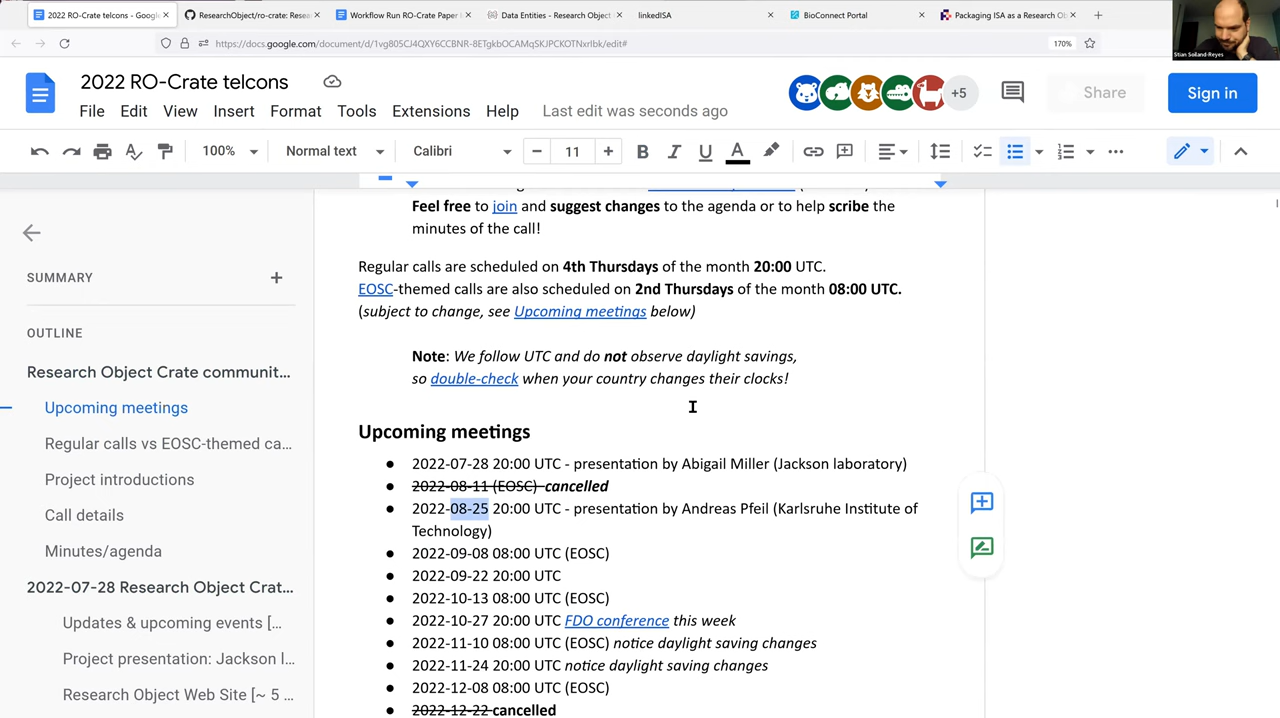 2022 RO-Crate telcons - Google
ResearchObject/ro-crate: Resea
Workflow Run RO-Crate Paper
Data Entities - Research Object
linkedISA
BioConnect Portal
Packaging ISA as a Research Ob
https://docs.google.com/document/d/1vg805CJ4QXY6CCBNR-8ETgkbOCAMqSKJPCKOTNxrIbk/edit#
170%
Stian Soiland-Reyes
2022 RO-Crate telcons
File Edit View Insert Format Tools Extensions Help Last edit was seconds ago
+5
Share
Sign in
100% Normal text Calibri 11
SUMMARY
OUTLINE
Research Object Crate communit...
Upcoming meetings
Regular calls vs EOSC-themed ca...
Project introductions
Call details
Minutes/agenda
2022-07-28 Research Object Crat...
Updates & upcoming events [...
Project presentation: Jackson l...
Research Object Web Site [~ 5 ...
Feel free to join and suggest changes to the agenda or to help scribe the
minutes of the call!
Regular calls are scheduled on 4th Thursdays of the month 20:00 UTC.
EOSC-themed calls are also scheduled on 2nd Thursdays of the month 08:00 UTC.
(subject to change, see Upcoming meetings below)
Note: We follow UTC and do not observe daylight savings,
so double-check when your country changes their clocks!
Upcoming meetings
● 2022-07-28 20:00 UTC - presentation by Abigail Miller (Jackson laboratory)
● 2022-08-11 (EOSC) cancelled
● 2022-08-25 20:00 UTC - presentation by Andreas Pfeil (Karlsruhe Institute of
Technology)
● 2022-09-08 08:00 UTC (EOSC)
● 2022-09-22 20:00 UTC
● 2022-10-13 08:00 UTC (EOSC)
● 2022-10-27 20:00 UTC FDO conference this week
● 2022-11-10 08:00 UTC (EOSC) notice daylight saving changes
● 2022-11-24 20:00 UTC notice daylight saving changes
● 2022-12-08 08:00 UTC (EOSC)
● 2022-12-22 cancelled